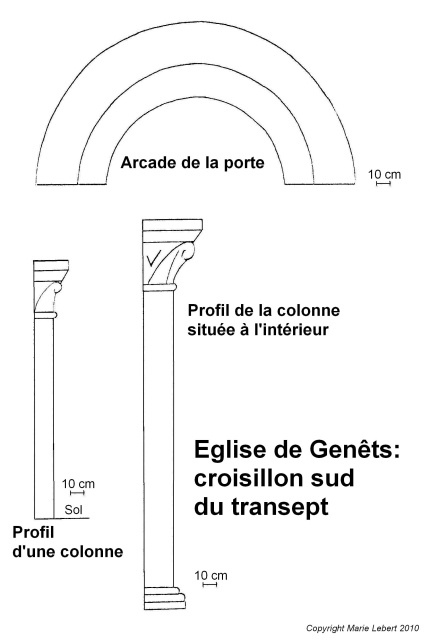 Arcade de la porte
10 cm
Profil de la colonne
située à l'intérieur
Eglise de Genêts:
croisillon sud
du transept
10 cm
Sol
Profil
d'une colonne
10 cm
Copyright Marie Lebert 2010